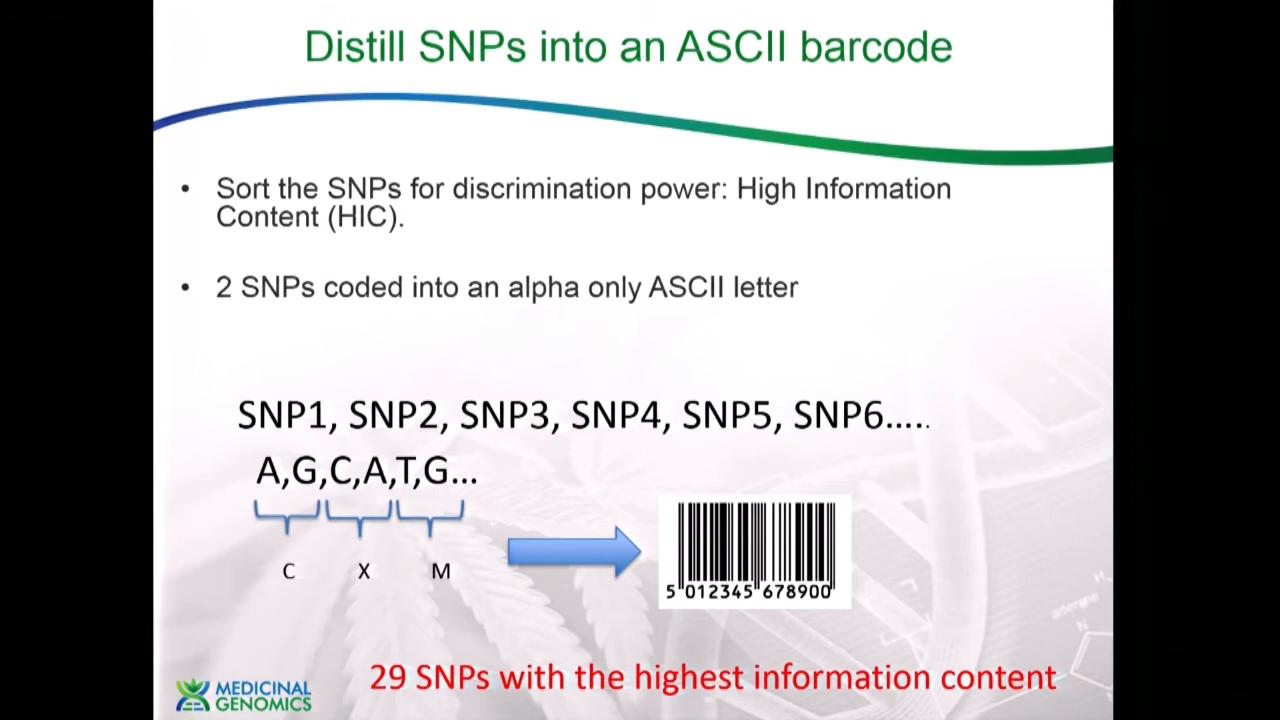 Distill SNPs into an ASCII barcode
• Sort the SNPs for discrimination power: High Information
Content (HIC).
• 2 SNPs coded into an alpha only ASCII letter
SNP1, SNP2, SNP3, SNP4, SNP5, SNP6.....
A,G,C,A,T,G...
C X M
5 012345 678900
29 SNPs with the highest information content
MEDICINAL
GENOMICS
adenine